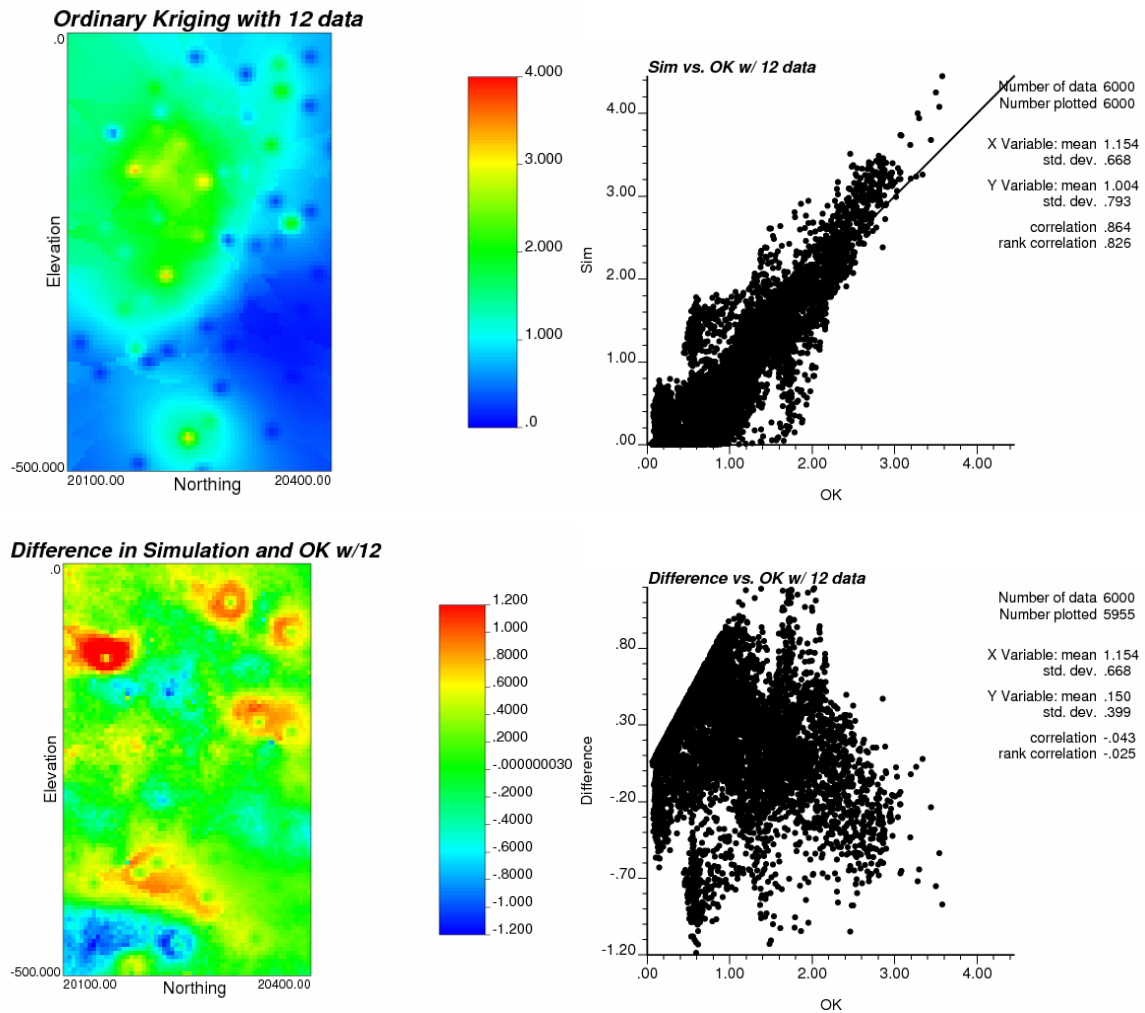 Ordinary Kriging with 12 data
.0
Elevation
-500.000
20100.00
Northing
20400.00
4.000
3.000
2.000
1.000
.0
Sim vs. OK w/ 12 data
Number of data 6000
Number plotted 6000
X Variable: mean 1.154
std. dev. .668
Y Variable: mean 1.004
std. dev. .793
correlation .864
rank correlation .826
Sim
4.00
3.00
2.00
1.00
.00
.00
1.00
2.00
3.00
4.00
OK
Difference in Simulation and OK w/12
.0
Elevation
-500.000
20100.00
Northing
20400.00
1.200
1.000
.8000
.6000
.4000
.2000
-.000000030
-.2000
-.4000
-.6000
-.8000
-1.000
-1.200
Difference vs. OK w/ 12 data
Number of data 6000
Number plotted 5955
X Variable: mean 1.154
std. dev. .668
Y Variable: mean .150
std. dev. .399
correlation -.043
rank correlation -.025
Difference
.80
.30
-.20
-.70
-1.20
.00
1.00
2.00
3.00
4.00
OK